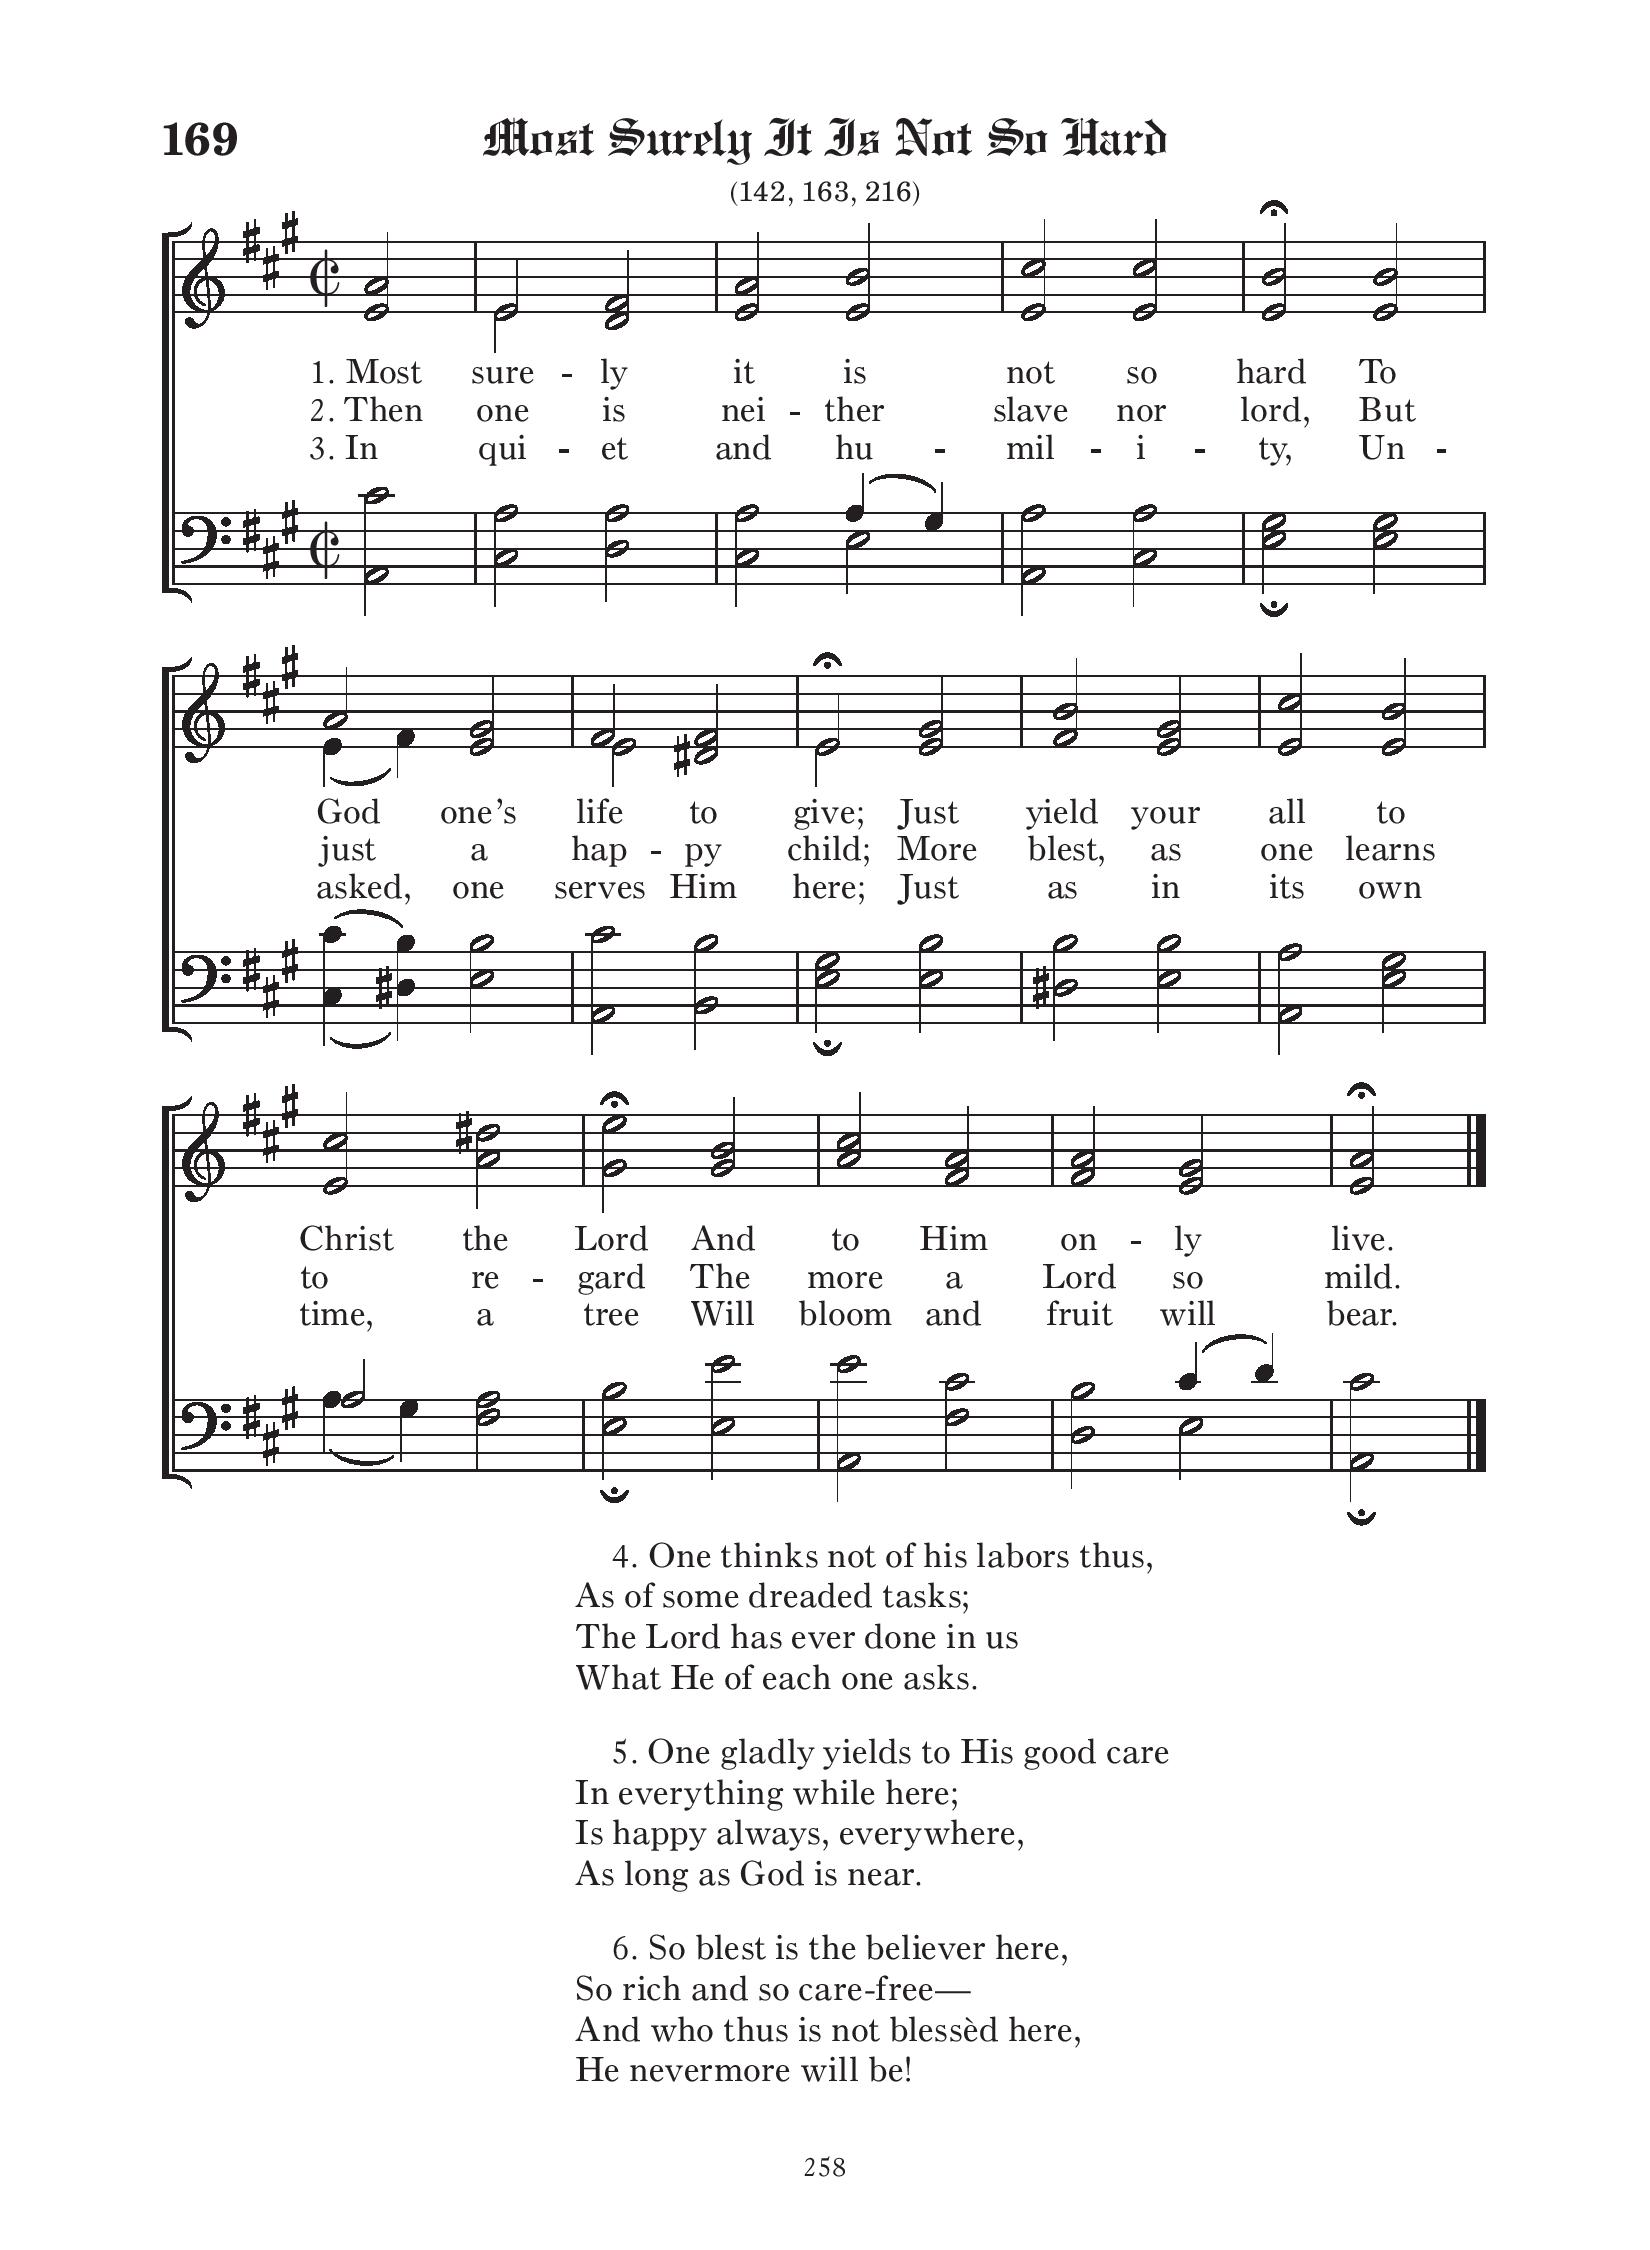 169
Most Surely It Is Not So Hard
(142, 163, 216)
1. Most sure - ly it is not so hard To
2. Then one is nei - ther slave nor lord, But
3. In qui - et and hu - mil - i - ty, Un -
God one's life to give; Just yield your all to
just a hap - py child; More blest, as one learns
asked, one serves Him here; Just as in its own
Christ the Lord And to Him on - ly live.
to re - gard The more a Lord so mild.
time, a tree Will bloom and fruit will bear.
4. One thinks not of his labors thus,
As of some dreaded tasks;
The Lord has ever done in us
What He of each one asks.
5. One gladly yields to His good care
In everything while here;
Is happy always, everywhere,
As long as God is near.
6. So blest is the believer here,
So rich and so care-free—
And who thus is not blessèd here,
He nevermore will be!
258